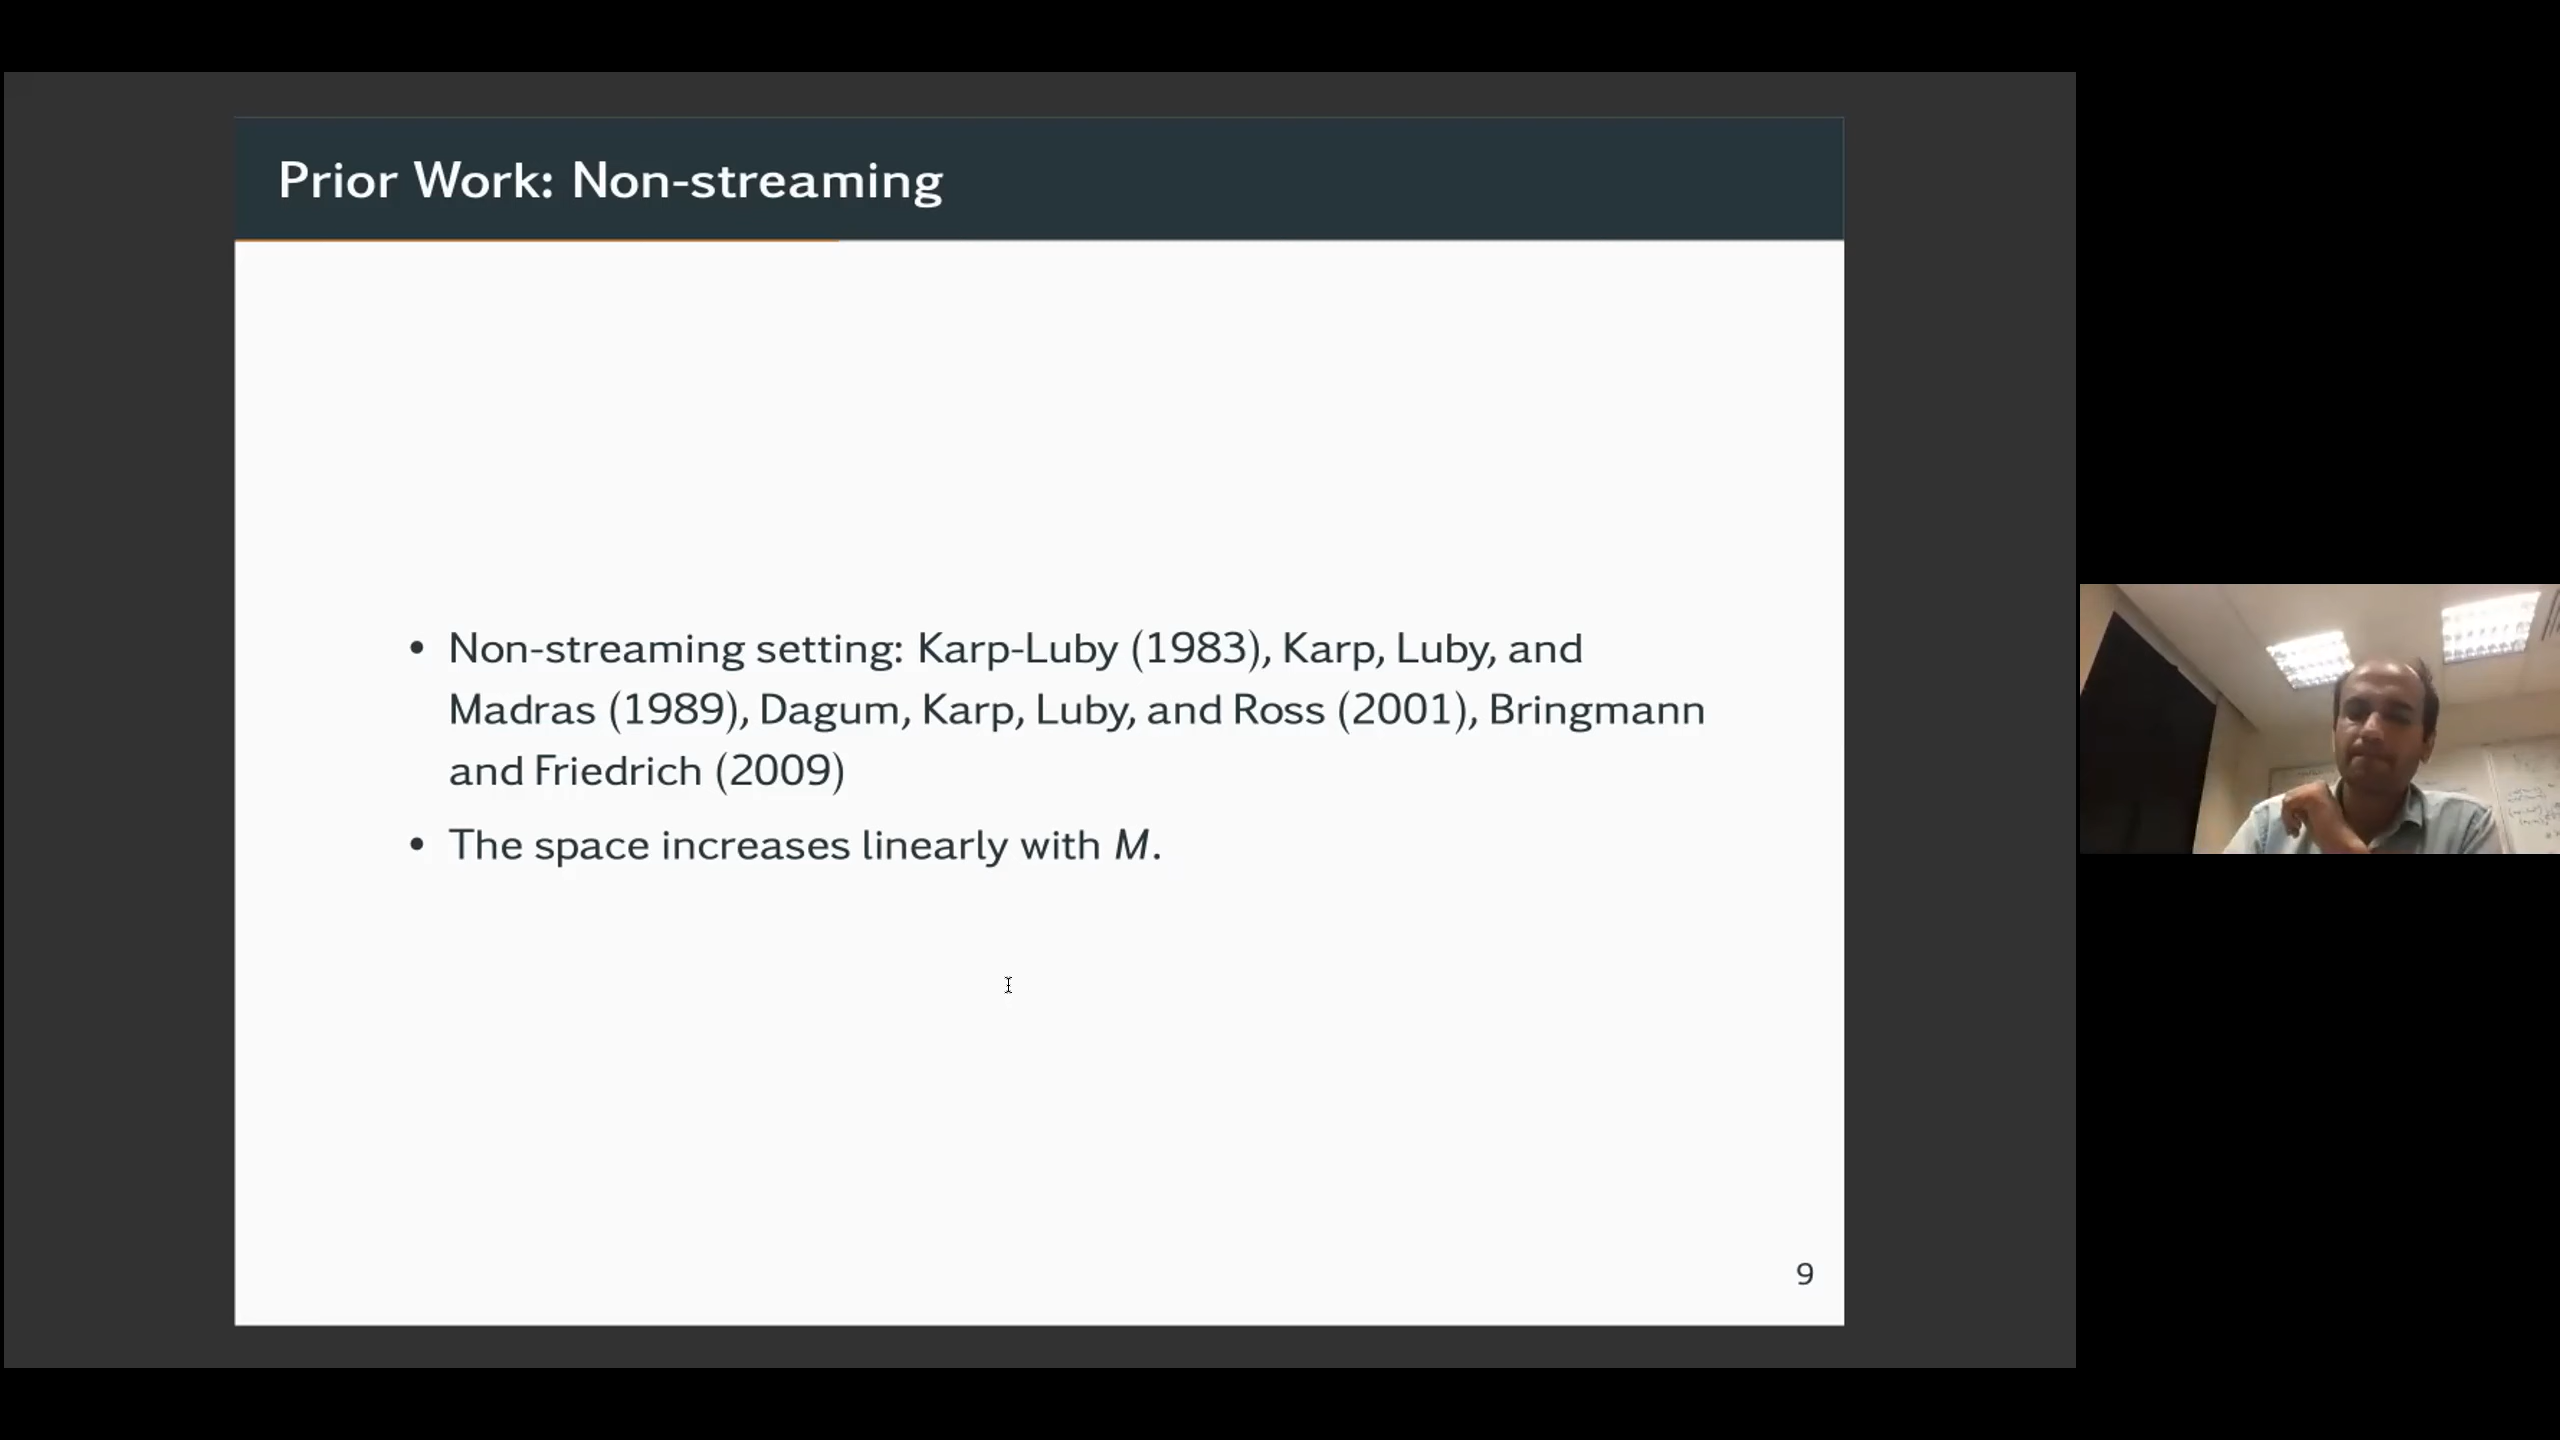 Prior Work: Non-streaming
• Non-streaming setting: Karp-Luby (1983), Karp, Luby, and
Madras (1989), Dagum, Karp, Luby, and Ross (2001), Bringmann
and Friedrich (2009)
• The space increases linearly with M.
9